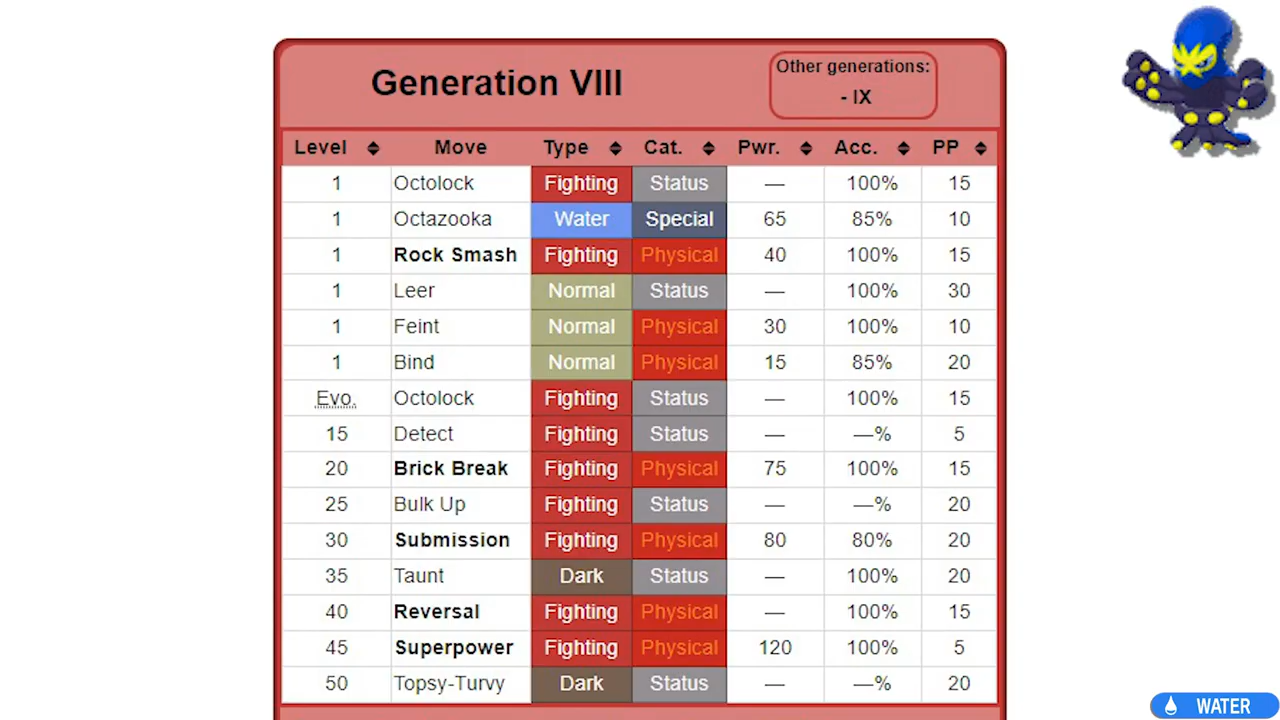 Generation VIII
Other generations:
- IX
Level Move Type Cat. Pwr. Acc. PP
1 Octolock Fighting Status — 100% 15
1 Octazooka Water Special 65 85% 10
1 Rock Smash Fighting Physical 40 100% 15
1 Leer Normal Status — 100% 30
1 Feint Normal Physical 30 100% 10
1 Bind Normal Physical 15 85% 20
Evo. Octolock Fighting Status — 100% 15
15 Detect Fighting Status — —% 5
20 Brick Break Fighting Physical 75 100% 15
25 Bulk Up Fighting Status — —% 20
30 Submission Fighting Physical 80 80% 20
35 Taunt Dark Status — 100% 20
40 Reversal Fighting Physical — 100% 15
45 Superpower Fighting Physical 120 100% 5
50 Topsy-Turvy Dark Status — —% 20
WATER